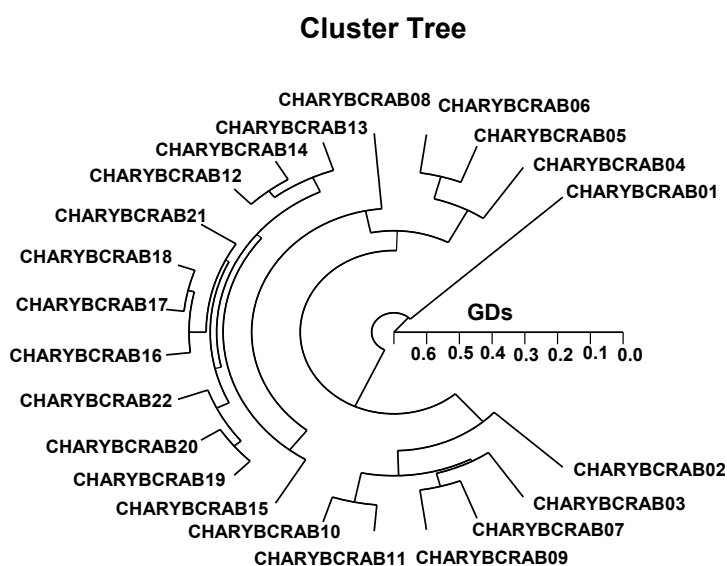 Cluster Tree
CHARYBCRAB08
CHARYBCRAB06
CHARYBCRAB13
CHARYBCRAB05
CHARYBCRAB14
CHARYBCRAB04
CHARYBCRAB12
CHARYBCRAB01
CHARYBCRAB21
CHARYBCRAB18
CHARYBCRAB17
GDs
0.6 0.5 0.4 0.3 0.2 0.1 0.0
CHARYBCRAB16
CHARYBCRAB22
CHARYBCRAB20
CHARYBCRAB02
CHARYBCRAB19
CHARYBCRAB03
CHARYBCRAB15
CHARYBCRAB10
CHARYBCRAB07
CHARYBCRAB11
CHARYBCRAB09